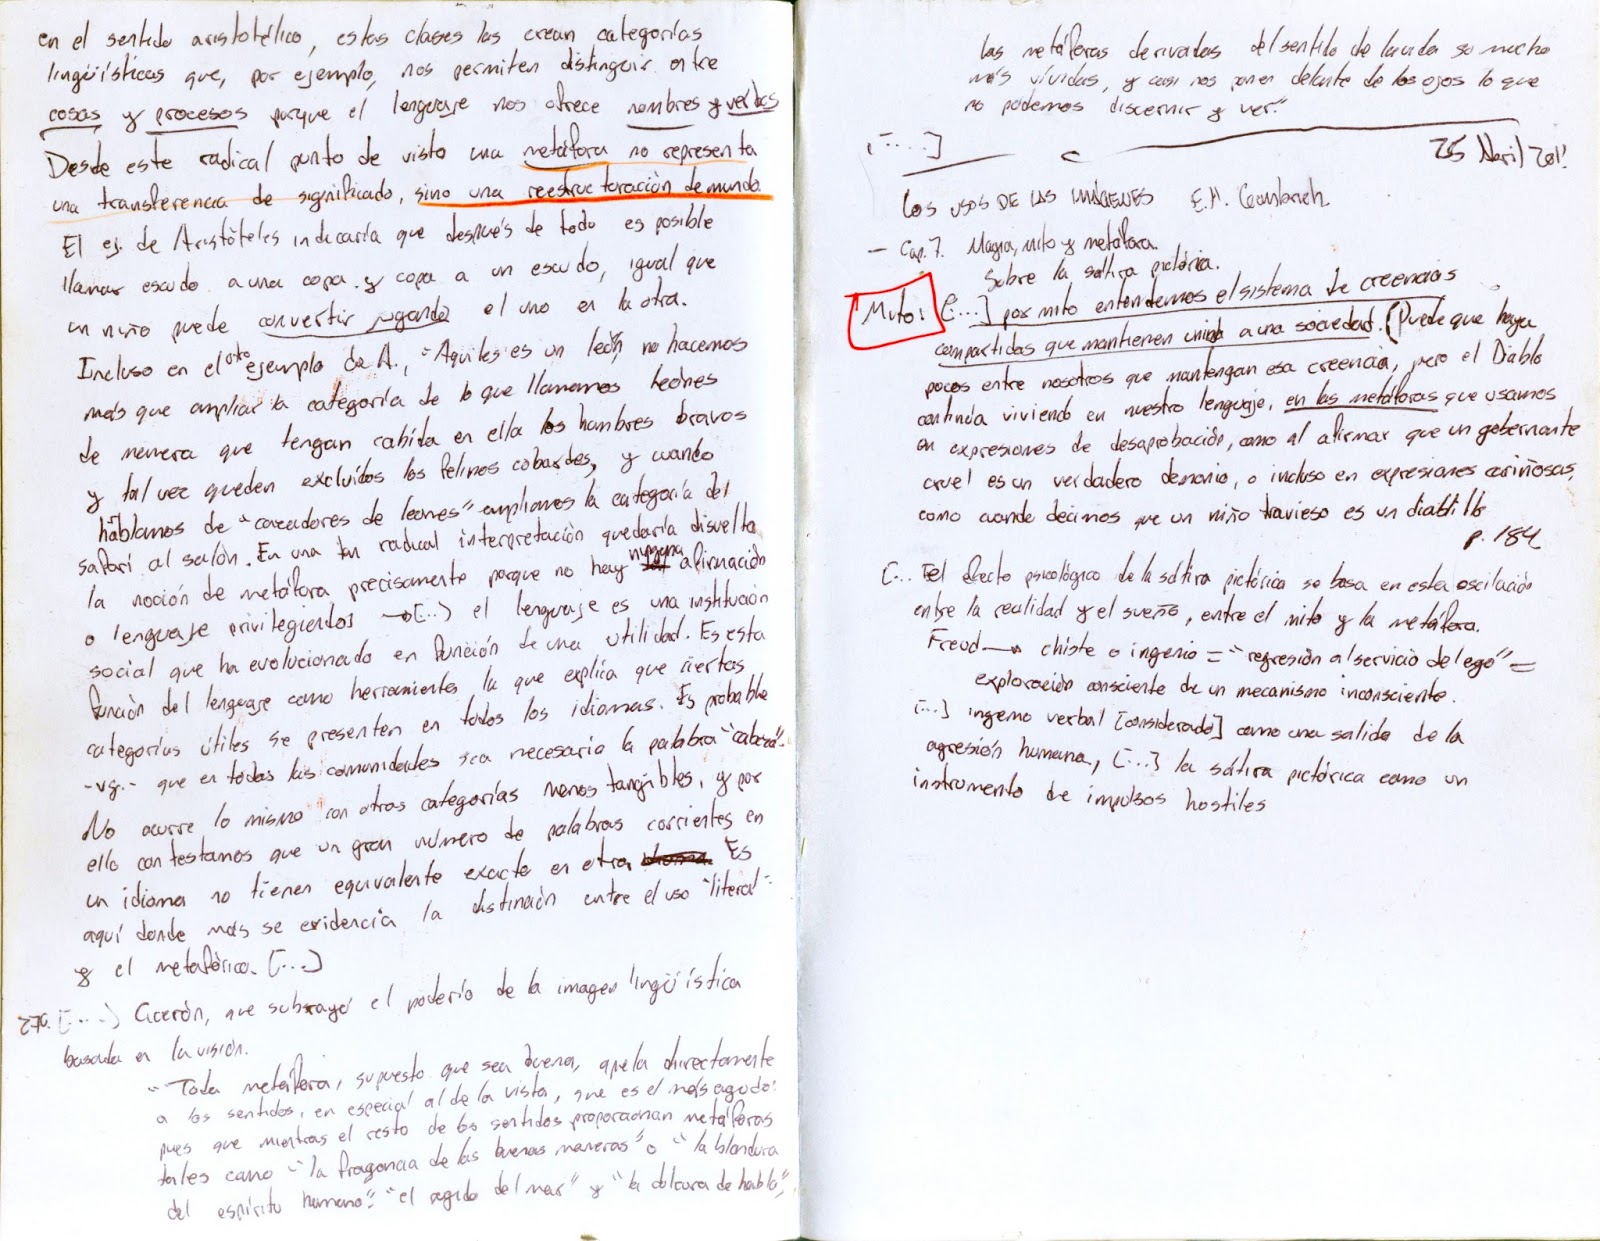 en el sentido aristotélico, estas clases las crean categorías
lingüísticas que, por ejemplo, nos permiten distinguir entre
cosas y procesos porque el lenguaje nos ofrece nombres y verbos
Desde este radical punto de vista una metáfora no representa
una transferencia de significado, sino una reestructuración de mundo.
El ej. de Aristóteles indicaría que después de todo es posible
llamar escudo a una copa y copa a un escudo, igual que
un niño puede convertir jugando el uno en la otra.
Incluso en el otro ejemplo de A., "Aquiles es un león, no hacemos
más que ampliar la categoría de lo que llamamos leones
de manera que tengan cabida en ella los hombres bravos
y tal vez queden excluídos los felinos cobardes, y cuando
hablamos de "cazadores de leones" ampliamos la categoría del
safari al salón. En una tan radical interpretación quedaría disuelta
la noción de metáfora precisamente porque no hay ninguna afirmación
o lenguaje privilegiados →[...] el lenguaje es una institución
social que ha evolucionado en función de una utilidad. Es esta
función del lenguaje como herramienta la que explica que ciertas
categorías útiles se presenten en todos los idiomas. Es probable
-vg.- que en todas las comunidades sea necesaria la palabra "cabeza".
No ocurre lo mismo con otras categorías menos tangibles, y por
ello contestamos que un gran número de palabras corrientes en
un idioma no tienen equivalente exacto en otro. Es
aquí donde más se evidencia la distinción entre el uso "literal"
y el metafórico. [...]
[....] Cicerón, que subrayó el poderío de la imagen lingüística
basada en la visión.
"Toda metáfora, supuesto que sea buena, apela directamente
a los sentidos, en especial al de la vista, que es el más agudo:
pues que mientras el resto de los sentidos proporcionan metáforas
tales como "la fragancia de las buenas maneras" o "la blandura
del espíritu humano" "el rugido del mar" y "la dulzura de habla",
las metáforas derivadas del sentido de la vida so mucho
más vívidas, y casi nos ponen delante de los ojos lo que
no podemos discernir y ver."
[....]
25 Abril 2011
LOS USOS DE LAS IMÁGENES E.H. Gombrich.
- Cap. 7. Magia, mito y metáfora.
Sobre la sátira pictórica.
Mito: [...] por mito entendemos el sistema de creencias
compartidas que mantienen unida a una sociedad. (Puede que haya
pocos entre nosotros que mantengan esa creencia, pero el Diablo
continúa viviendo en nuestro lenguaje, en las metáforas que usamos
en expresiones de desaprobación, como al afirmar que un gobernante
cruel es un verdadero demonio, o incluso en expresiones cariñosas,
como cuando decimos que un niño travieso es un diablillo
p. 184
[... El efecto psicológico de la sátira pictórica se basa en esta oscilación
entre la realidad y el sueño, entre el mito y la metáfora.
Freud → chiste o ingenio = "regresión al servicio del ego" =
exploración consciente de un mecanismo inconsciente.
[...] ingenio verbal [considerado] como una salida de la
agresión humana, [...] la sátira pictórica como un
instrumento de impulsos hostiles